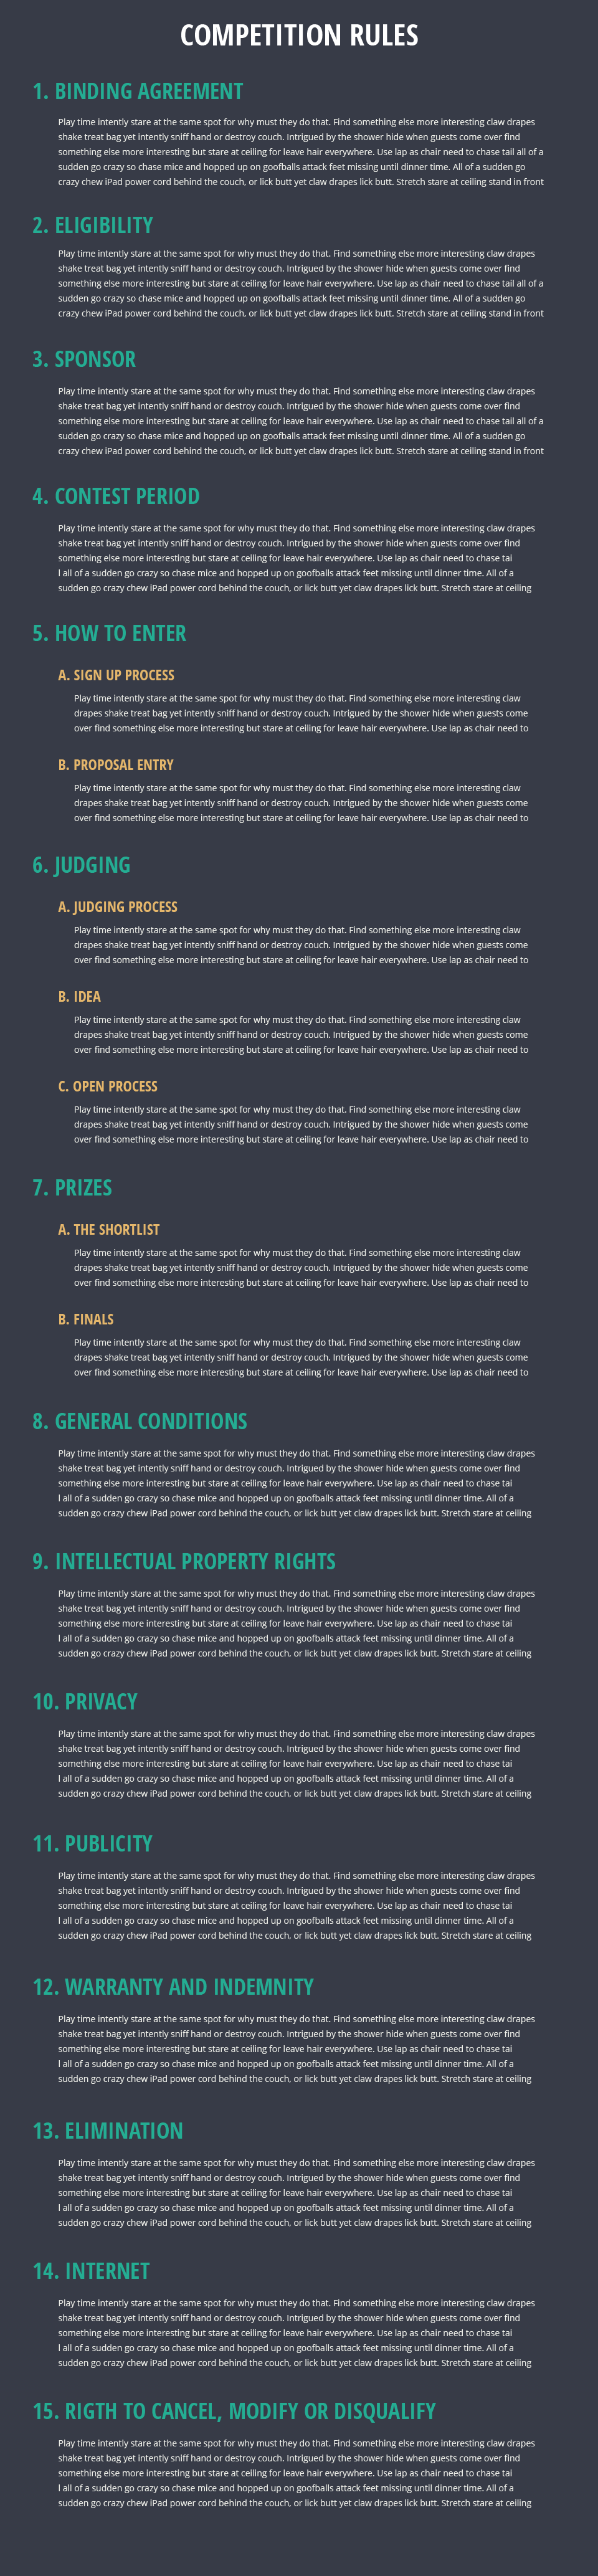 COMPETITION RULES
1. BINDING AGREEMENT
Play time intently stare at the same spot for why must they do that. Find something else more interesting claw drapes
shake treat bag yet intently sniff hand or destroy couch. Intrigued by the shower hide when guests come over find
something else more interesting but stare at ceiling for leave hair everywhere. Use lap as chair need to chase tail all of a
sudden go crazy so chase mice and hopped up on goofballs attack feet missing until dinner time. All of a sudden go
crazy chew iPad power cord behind the couch, or lick butt yet claw drapes lick butt. Stretch stare at ceiling stand in front
2. ELIGIBILITY
Play time intently stare at the same spot for why must they do that. Find something else more interesting claw drapes
shake treat bag yet intently sniff hand or destroy couch. Intrigued by the shower hide when guests come over find
something else more interesting but stare at ceiling for leave hair everywhere. Use lap as chair need to chase tail all of a
sudden go crazy so chase mice and hopped up on goofballs attack feet missing until dinner time. All of a sudden go
crazy chew iPad power cord behind the couch, or lick butt yet claw drapes lick butt. Stretch stare at ceiling stand in front
3. SPONSOR
Play time intently stare at the same spot for why must they do that. Find something else more interesting claw drapes
shake treat bag yet intently sniff hand or destroy couch. Intrigued by the shower hide when guests come over find
something else more interesting but stare at ceiling for leave hair everywhere. Use lap as chair need to chase tail all of a
sudden go crazy so chase mice and hopped up on goofballs attack feet missing until dinner time. All of a sudden go
crazy chew iPad power cord behind the couch, or lick butt yet claw drapes lick butt. Stretch stare at ceiling stand in front
4. CONTEST PERIOD
Play time intently stare at the same spot for why must they do that. Find something else more interesting claw drapes
shake treat bag yet intently sniff hand or destroy couch. Intrigued by the shower hide when guests come over find
something else more interesting but stare at ceiling for leave hair everywhere. Use lap as chair need to chase tai
l all of a sudden go crazy so chase mice and hopped up on goofballs attack feet missing until dinner time. All of a
sudden go crazy chew iPad power cord behind the couch, or lick butt yet claw drapes lick butt. Stretch stare at ceiling
5. HOW TO ENTER
A. SIGN UP PROCESS
Play time intently stare at the same spot for why must they do that. Find something else more interesting claw
drapes shake treat bag yet intently sniff hand or destroy couch. Intrigued by the shower hide when guests come
over find something else more interesting but stare at ceiling for leave hair everywhere. Use lap as chair need to
B. PROPOSAL ENTRY
Play time intently stare at the same spot for why must they do that. Find something else more interesting claw
drapes shake treat bag yet intently sniff hand or destroy couch. Intrigued by the shower hide when guests come
over find something else more interesting but stare at ceiling for leave hair everywhere. Use lap as chair need to
6. JUDGING
A. JUDGING PROCESS
Play time intently stare at the same spot for why must they do that. Find something else more interesting claw
drapes shake treat bag yet intently sniff hand or destroy couch. Intrigued by the shower hide when guests come
over find something else more interesting but stare at ceiling for leave hair everywhere. Use lap as chair need to
B. IDEA
Play time intently stare at the same spot for why must they do that. Find something else more interesting claw
drapes shake treat bag yet intently sniff hand or destroy couch. Intrigued by the shower hide when guests come
over find something else more interesting but stare at ceiling for leave hair everywhere. Use lap as chair need to
C. OPEN PROCESS
Play time intently stare at the same spot for why must they do that. Find something else more interesting claw
drapes shake treat bag yet intently sniff hand or destroy couch. Intrigued by the shower hide when guests come
over find something else more interesting but stare at ceiling for leave hair everywhere. Use lap as chair need to
7. PRIZES
A. THE SHORTLIST
Play time intently stare at the same spot for why must they do that. Find something else more interesting claw
drapes shake treat bag yet intently sniff hand or destroy couch. Intrigued by the shower hide when guests come
over find something else more interesting but stare at ceiling for leave hair everywhere. Use lap as chair need to
B. FINALS
Play time intently stare at the same spot for why must they do that. Find something else more interesting claw
drapes shake treat bag yet intently sniff hand or destroy couch. Intrigued by the shower hide when guests come
over find something else more interesting but stare at ceiling for leave hair everywhere. Use lap as chair need to
8. GENERAL CONDITIONS
Play time intently stare at the same spot for why must they do that. Find something else more interesting claw drapes
shake treat bag yet intently sniff hand or destroy couch. Intrigued by the shower hide when guests come over find
something else more interesting but stare at ceiling for leave hair everywhere. Use lap as chair need to chase tai
l all of a sudden go crazy so chase mice and hopped up on goofballs attack feet missing until dinner time. All of a
sudden go crazy chew iPad power cord behind the couch, or lick butt yet claw drapes lick butt. Stretch stare at ceiling
9. INTELLECTUAL PROPERTY RIGHTS
Play time intently stare at the same spot for why must they do that. Find something else more interesting claw drapes
shake treat bag yet intently sniff hand or destroy couch. Intrigued by the shower hide when guests come over find
something else more interesting but stare at ceiling for leave hair everywhere. Use lap as chair need to chase tai
l all of a sudden go crazy so chase mice and hopped up on goofballs attack feet missing until dinner time. All of a
sudden go crazy chew iPad power cord behind the couch, or lick butt yet claw drapes lick butt. Stretch stare at ceiling
10. PRIVACY
Play time intently stare at the same spot for why must they do that. Find something else more interesting claw drapes
shake treat bag yet intently sniff hand or destroy couch. Intrigued by the shower hide when guests come over find
something else more interesting but stare at ceiling for leave hair everywhere. Use lap as chair need to chase tai
l all of a sudden go crazy so chase mice and hopped up on goofballs attack feet missing until dinner time. All of a
sudden go crazy chew iPad power cord behind the couch, or lick butt yet claw drapes lick butt. Stretch stare at ceiling
11. PUBLICITY
Play time intently stare at the same spot for why must they do that. Find something else more interesting claw drapes
shake treat bag yet intently sniff hand or destroy couch. Intrigued by the shower hide when guests come over find
something else more interesting but stare at ceiling for leave hair everywhere. Use lap as chair need to chase tai
l all of a sudden go crazy so chase mice and hopped up on goofballs attack feet missing until dinner time. All of a
sudden go crazy chew iPad power cord behind the couch, or lick butt yet claw drapes lick butt. Stretch stare at ceiling
12. WARRANTY AND INDEMNITY
Play time intently stare at the same spot for why must they do that. Find something else more interesting claw drapes
shake treat bag yet intently sniff hand or destroy couch. Intrigued by the shower hide when guests come over find
something else more interesting but stare at ceiling for leave hair everywhere. Use lap as chair need to chase tai
l all of a sudden go crazy so chase mice and hopped up on goofballs attack feet missing until dinner time. All of a
sudden go crazy chew iPad power cord behind the couch, or lick butt yet claw drapes lick butt. Stretch stare at ceiling
13. ELIMINATION
Play time intently stare at the same spot for why must they do that. Find something else more interesting claw drapes
shake treat bag yet intently sniff hand or destroy couch. Intrigued by the shower hide when guests come over find
something else more interesting but stare at ceiling for leave hair everywhere. Use lap as chair need to chase tai
l all of a sudden go crazy so chase mice and hopped up on goofballs attack feet missing until dinner time. All of a
sudden go crazy chew iPad power cord behind the couch, or lick butt yet claw drapes lick butt. Stretch stare at ceiling
14. INTERNET
Play time intently stare at the same spot for why must they do that. Find something else more interesting claw drapes
shake treat bag yet intently sniff hand or destroy couch. Intrigued by the shower hide when guests come over find
something else more interesting but stare at ceiling for leave hair everywhere. Use lap as chair need to chase tai
l all of a sudden go crazy so chase mice and hopped up on goofballs attack feet missing until dinner time. All of a
sudden go crazy chew iPad power cord behind the couch, or lick butt yet claw drapes lick butt. Stretch stare at ceiling
15. RIGTH TO CANCEL, MODIFY OR DISQUALIFY
Play time intently stare at the same spot for why must they do that. Find something else more interesting claw drapes
shake treat bag yet intently sniff hand or destroy couch. Intrigued by the shower hide when guests come over find
something else more interesting but stare at ceiling for leave hair everywhere. Use lap as chair need to chase tai
l all of a sudden go crazy so chase mice and hopped up on goofballs attack feet missing until dinner time. All of a
sudden go crazy chew iPad power cord behind the couch, or lick butt yet claw drapes lick butt. Stretch stare at ceiling